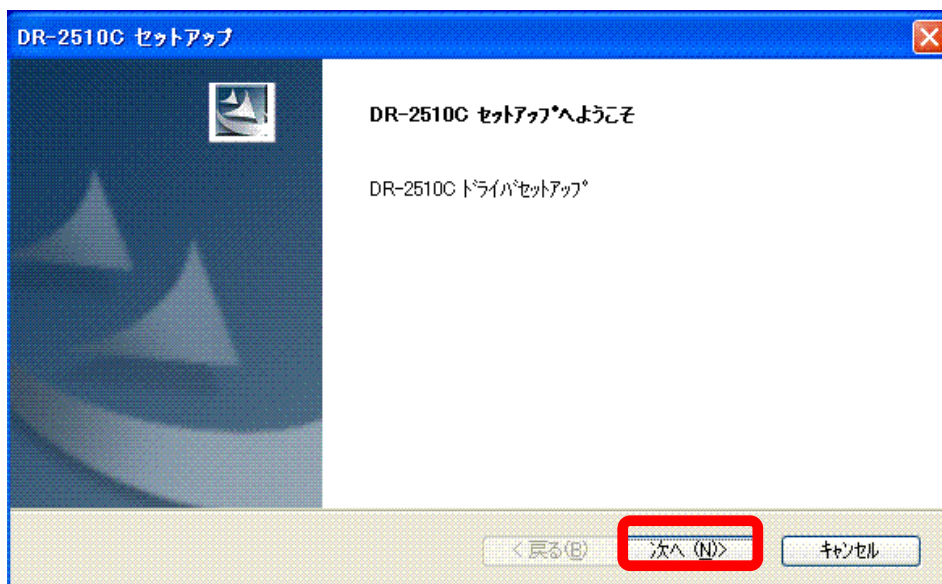 DR-2510C セットアップ
DR-2510C ｾｯﾄｱｯﾌﾟへようこそ
DR-2510C ﾄﾞﾗｲﾊﾞｾｯﾄｱｯﾌﾟ
< 戻る(B)
次へ (N)>
ｷｬﾝｾﾙ